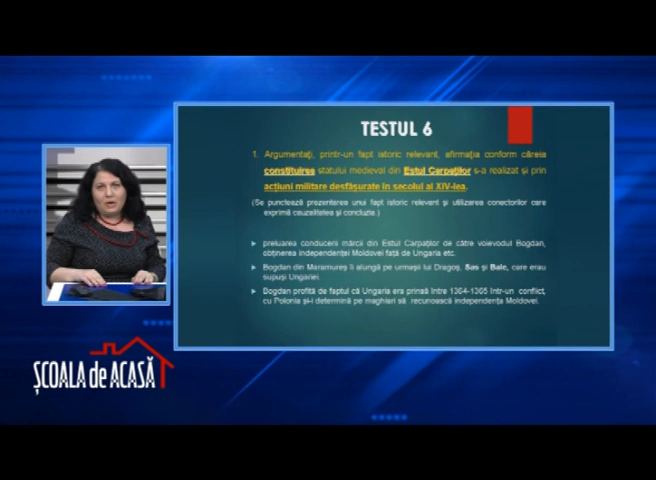 TESTUL 6
1. Argumentați, printr-un fapt istoric relevant, afirmația conform căreia
constituirea statului medieval din Estul Carpaților s-a realizat și prin
acțiuni militare desfășurate în secolul al XIV-lea.
(Se punctează prezentarea unui fapt istoric relevant și utilizarea conectorilor care
exprimă cauzalitatea și concluzia.)
preluarea conducerii mărcii din Estul Carpaților de către voievodul Bogdan,
obținerea independenței Moldovei față de Ungaria etc.
Bogdan din Maramureș îi alungă pe urmașii lui Dragoș, Sas și Balc, care erau
supuși Ungariei.
Bogdan profită de faptul că Ungaria era prinsă între 1364-1365 într-un conflict,
cu Polonia și-i determină pe maghiari să recunoască independența Moldovei.
ȘCOALA de ACASĂ